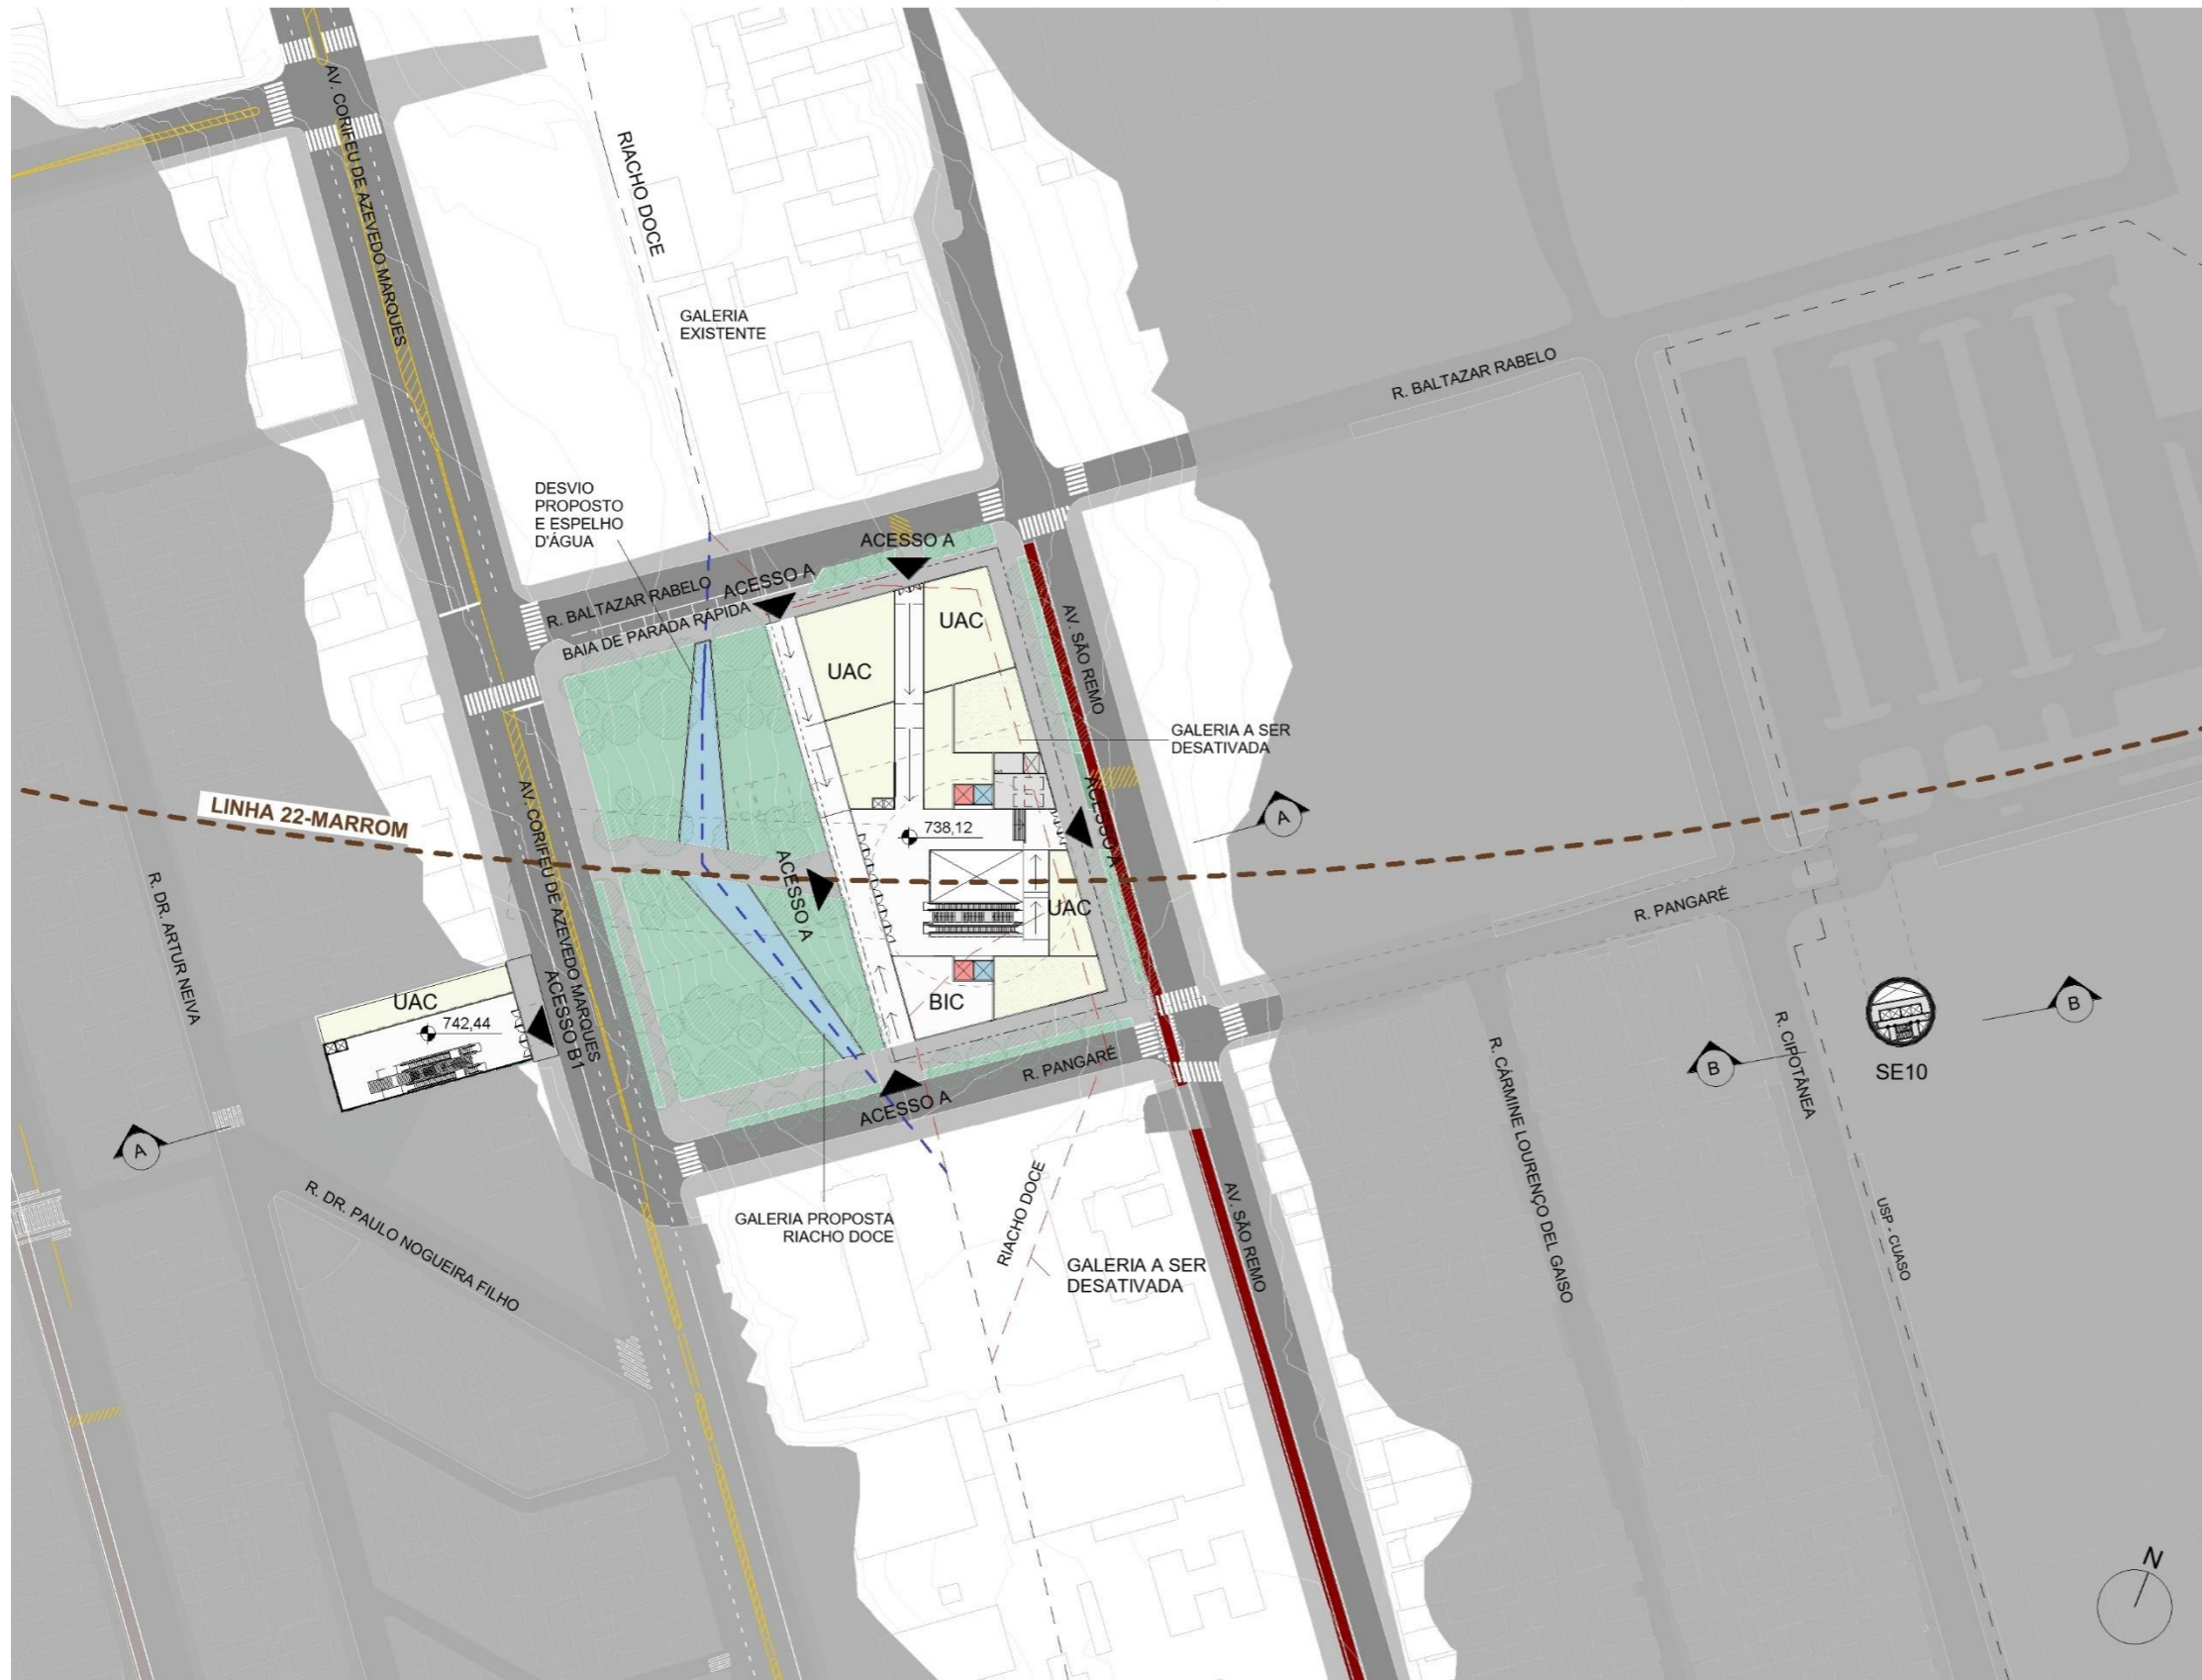 AV. CORIFEU DE AZEVEDO MARQUES
RIACHO DOCE
GALERIA
EXISTENTE
R. BALTAZAR RABELO
DESVIO
PROPOSTO
E ESPELHO
D'ÁGUA
ACESSO A
ACESSO A
R. BALTAZAR RABELO
BAIA DE PARADA RÁPIDA
UAC
UAC
AV. SÃO REMO
GALERIA A SER
DESATIVADA
LINHA 22-MARROM
738,12
ACESSO A
A
ACESSO A
UAC
R. PANGARÉ
R. DR. ARTUR NEIVA
AV. CORIFEU DE AZEVEDO MARQUES
ACESSO B1
UAC
742,44
BIC
B
B
SE10
R. PANGARÉ
ACESSO A
A
R. CÁRMINE LOURENÇO DEL GAISO
R. CIPOTÂNEA
USP - CUASO
R. DR. PAULO NOGUEIRA FILHO
GALERIA PROPOSTA
RIACHO DOCE
RIACHO DOCE
GALERIA A SER
DESATIVADA
AV. SÃO REMO
N